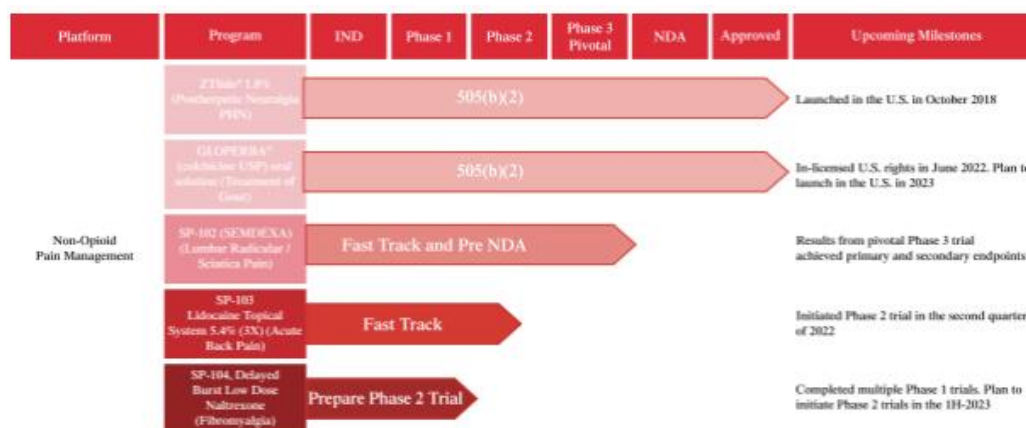 Platform
Program
IND
Phase 1
Phase 2
Phase 3
Pivotal
NDA
Approved
Upcoming Milestones
Non-Opioid
Pain Management
ZTlido® 1.8%
(Postherpetic Neuralgia
PHN)
505(b)(2)
Launched in the U.S. in October 2018
GLOPERBA®
(colchicine USP) oral
solution (Treatment of
Gout)
505(b)(2)
In-licensed U.S. rights in June 2022. Plan to
launch in the U.S. in 2023
SP-102 (SEMDEXA)
(Lumbar Radicular /
Sciatica Pain)
Fast Track and Pre NDA
Results from pivotal Phase 3 trial
achieved primary and secondary endpoints
SP-103
Lidocaine Topical
System 5.4% (3X) (Acute
Back Pain)
Fast Track
Initiated Phase 2 trial in the second quarter
of 2022
SP-104, Delayed
Burst Low Dose
Naltrexone
(Fibromyalgia)
Prepare Phase 2 Trial
Completed multiple Phase 1 trials. Plan to
initiate Phase 2 trials in the 1H-2023